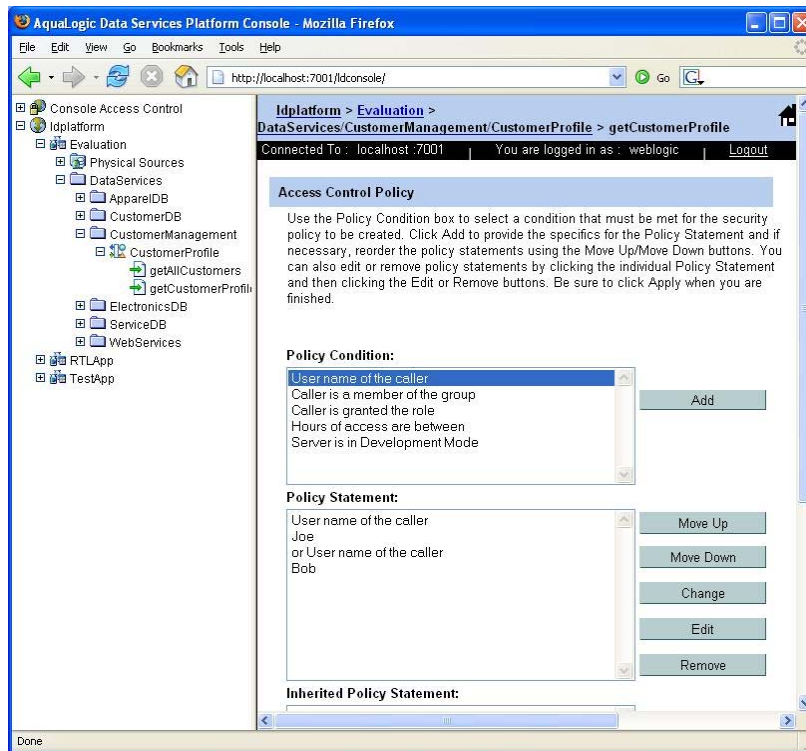 AquaLogic Data Services Platform Console - Mozilla Firefox
File Edit View Go Bookmarks Tools Help
http://localhost:7001/ldconsole/
Go
Console Access Control
ldplatform
Evaluation
Physical Sources
DataServices
ApparelDB
CustomerDB
CustomerManagement
CustomerProfile
getAllCustomers
getCustomerProfil
ElectronicsDB
ServiceDB
WebServices
RTLApp
TestApp
ldplatform > Evaluation >
DataServices/CustomerManagement/CustomerProfile > getCustomerProfile
Connected To : localhost :7001 | You are logged in as : weblogic | Logout
Access Control Policy
Use the Policy Condition box to select a condition that must be met for the security
policy to be created. Click Add to provide the specifics for the Policy Statement and if
necessary, reorder the policy statements using the Move Up/Move Down buttons. You
can also edit or remove policy statements by clicking the individual Policy Statement
and then clicking the Edit or Remove buttons. Be sure to click Apply when you are
finished.
Policy Condition:
User name of the caller
Caller is a member of the group
Caller is granted the role
Hours of access are between
Server is in Development Mode
Add
Policy Statement:
User name of the caller
Joe
or User name of the caller
Bob
Move Up
Move Down
Change
Edit
Remove
Inherited Policy Statement:
Done